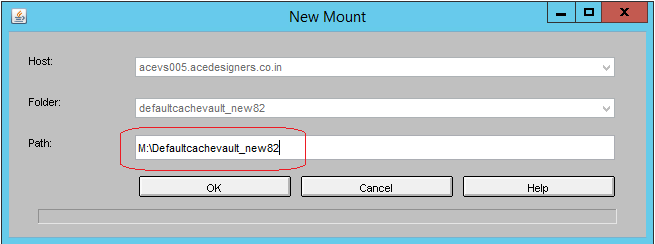 New Mount
Host:
acevs005.acedesigners.co.in
Folder:
defaultcachevault_new82
Path:
M:\Defaultcachevault_new82
OK Cancel Help